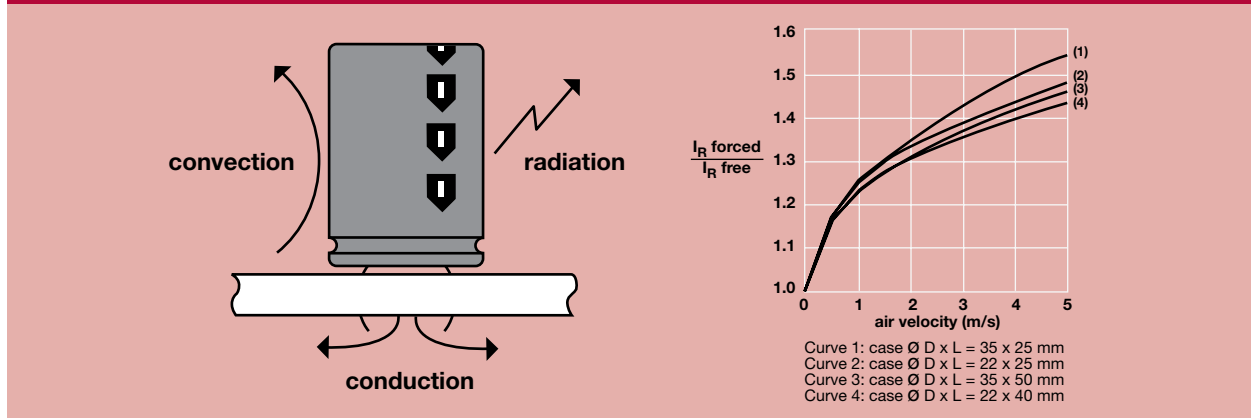 convection
radiation
conduction
I_R forced
I_R free
1.6
1.5
1.4
1.3
1.2
1.1
1.0
0 1 2 3 4 5
(1)
(2)
(3)
(4)
air velocity (m/s)
Curve 1: case Ø D x L = 35 x 25 mm
Curve 2: case Ø D x L = 22 x 25 mm
Curve 3: case Ø D x L = 35 x 50 mm
Curve 4: case Ø D x L = 22 x 40 mm